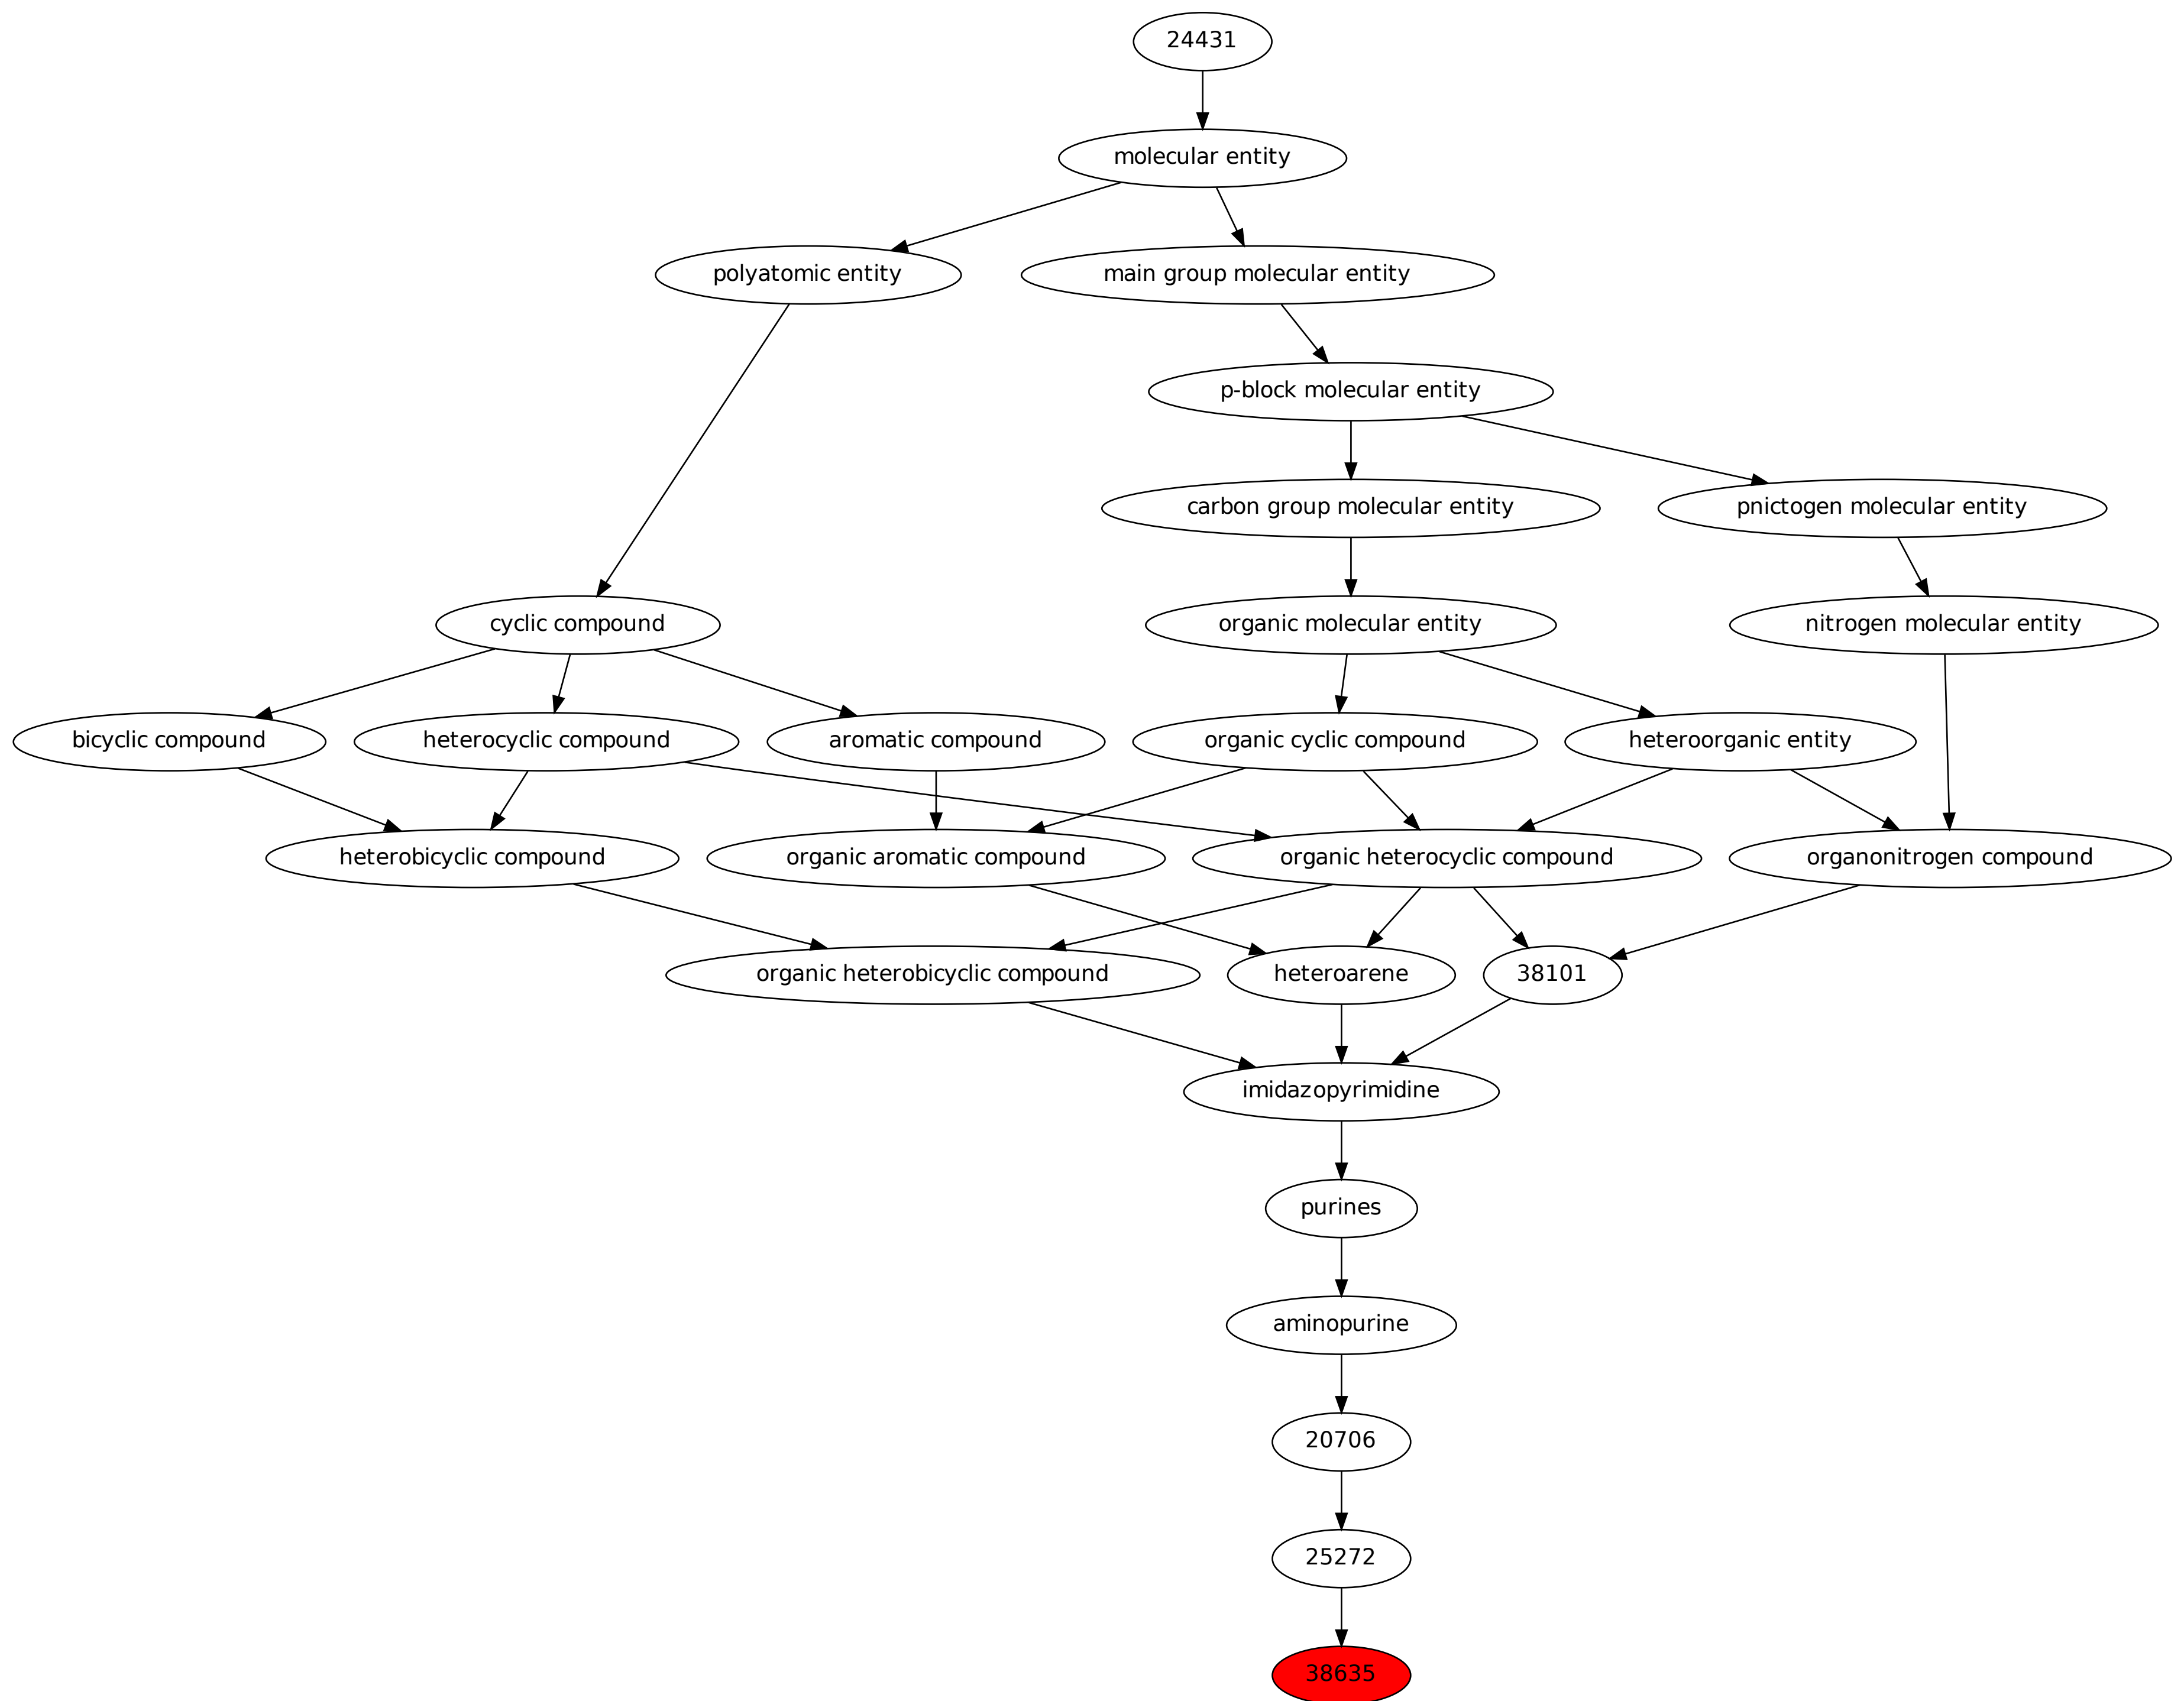 24431
molecular entity
polyatomic entity
main group molecular entity
p-block molecular entity
carbon group molecular entity
pnictogen molecular entity
cyclic compound
organic molecular entity
nitrogen molecular entity
bicyclic compound
heterocyclic compound
aromatic compound
organic cyclic compound
heteroorganic entity
heterobicyclic compound
organic aromatic compound
organic heterocyclic compound
organonitrogen compound
organic heterobicyclic compound
heteroarene
38101
imidazopyrimidine
purines
aminopurine
20706
25272
38635